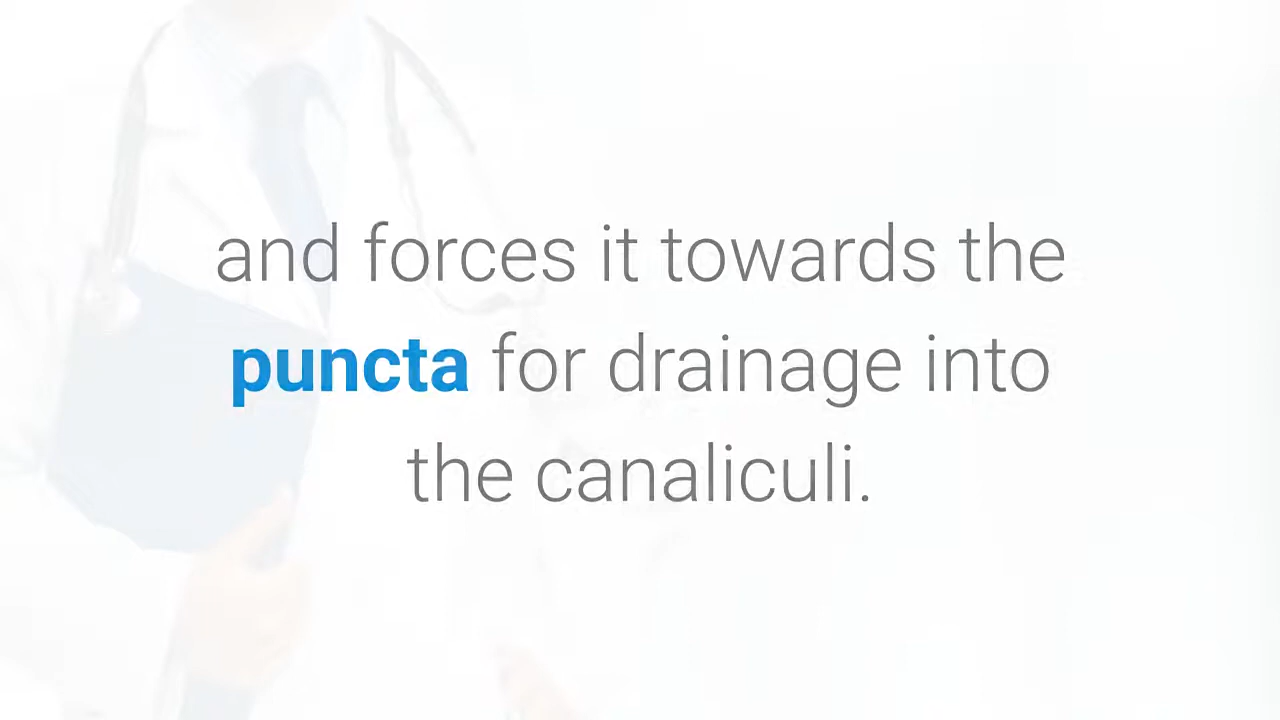 and forces it towards the
puncta for drainage into
the canaliculi.